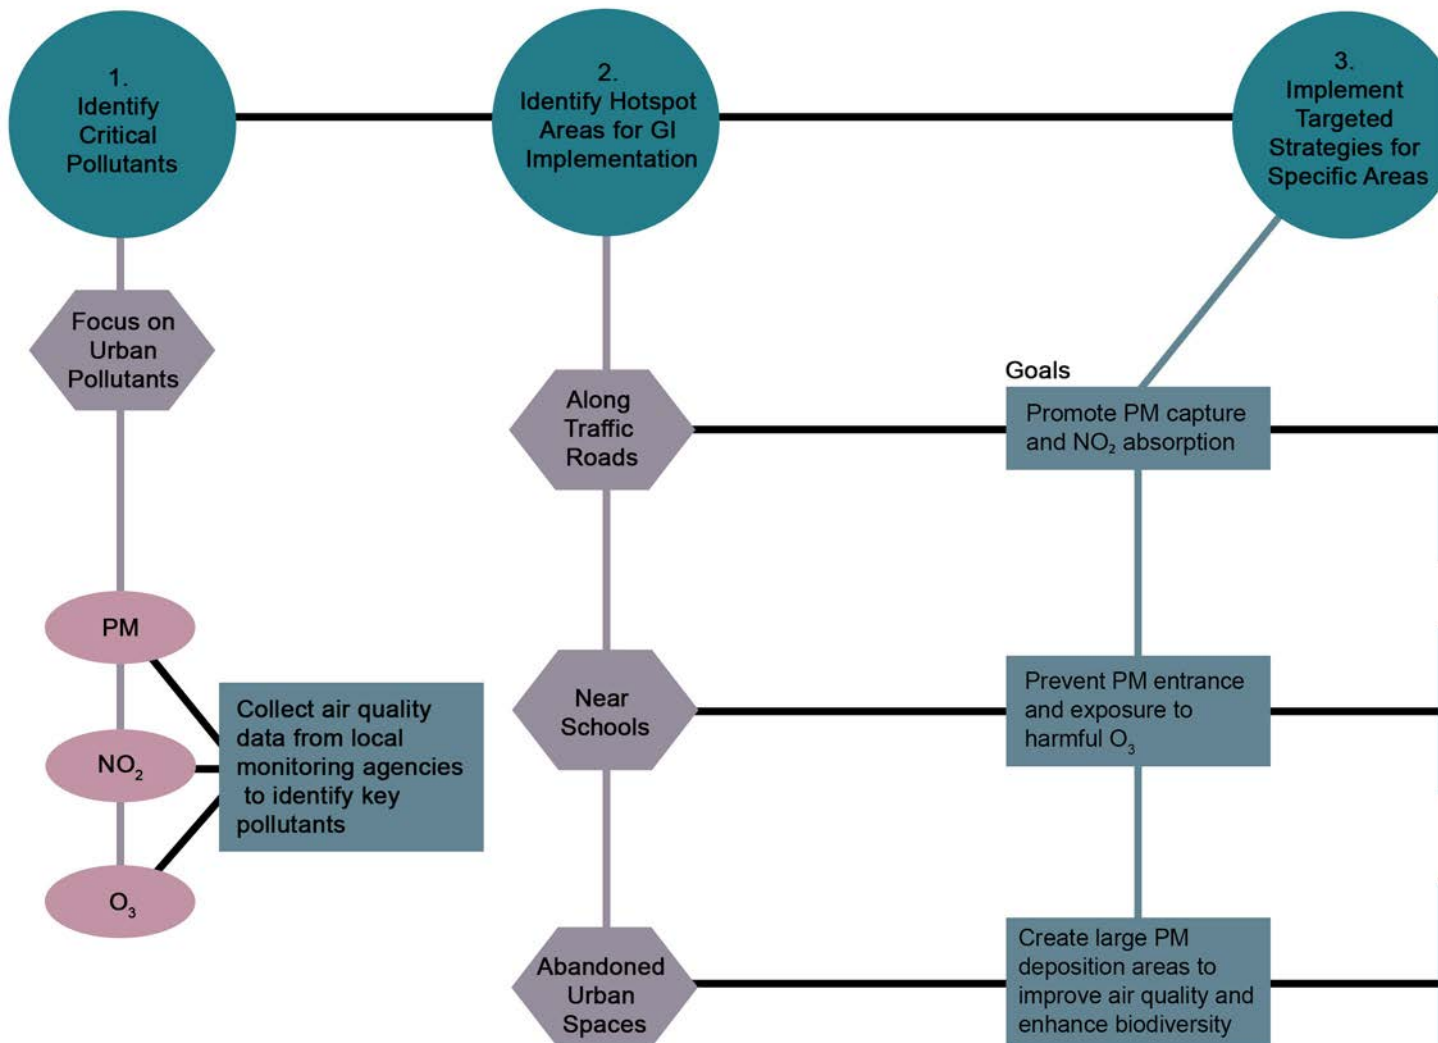 1.
Identify
Critical
Pollutants
2.
Identify Hotspot
Areas for GI
Implementation
3.
Implement
Targeted
Strategies for
Specific Areas
Focus on
Urban
Pollutants
Goals
Along
Traffic
Roads
Promote PM capture
and NO₂ absorption
PM
NO₂
O₃
Collect air quality
data from local
monitoring agencies
to identify key
pollutants
Near
Schools
Prevent PM entrance
and exposure to
harmful O₃
Abandoned
Urban
Spaces
Create large PM
deposition areas to
improve air quality and
enhance biodiversity